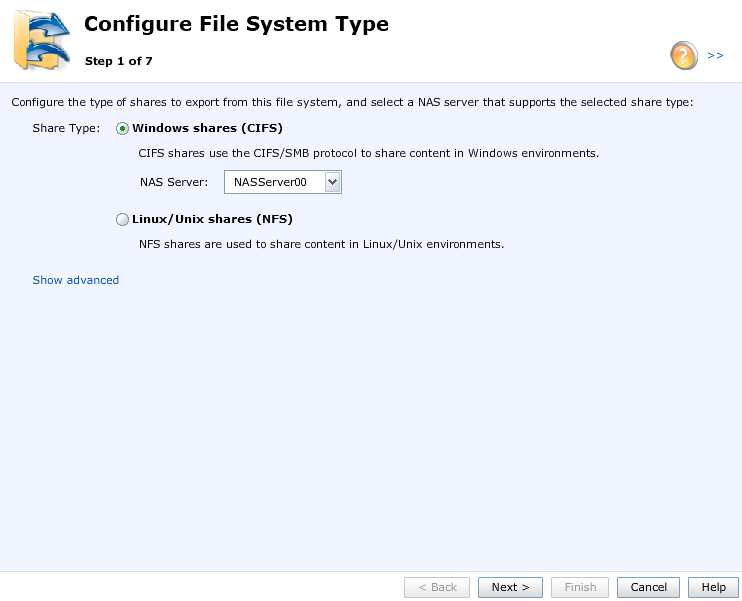 Configure File System Type
Step 1 of 7
? >>
Configure the type of shares to export from this file system, and select a NAS server that supports the selected share type:
Share Type: Windows shares (CIFS)
CIFS shares use the CIFS/SMB protocol to share content in Windows environments.
NAS Server: NASServer00
Linux/Unix shares (NFS)
NFS shares are used to share content in Linux/Unix environments.
Show advanced
< Back Next > Finish Cancel Help